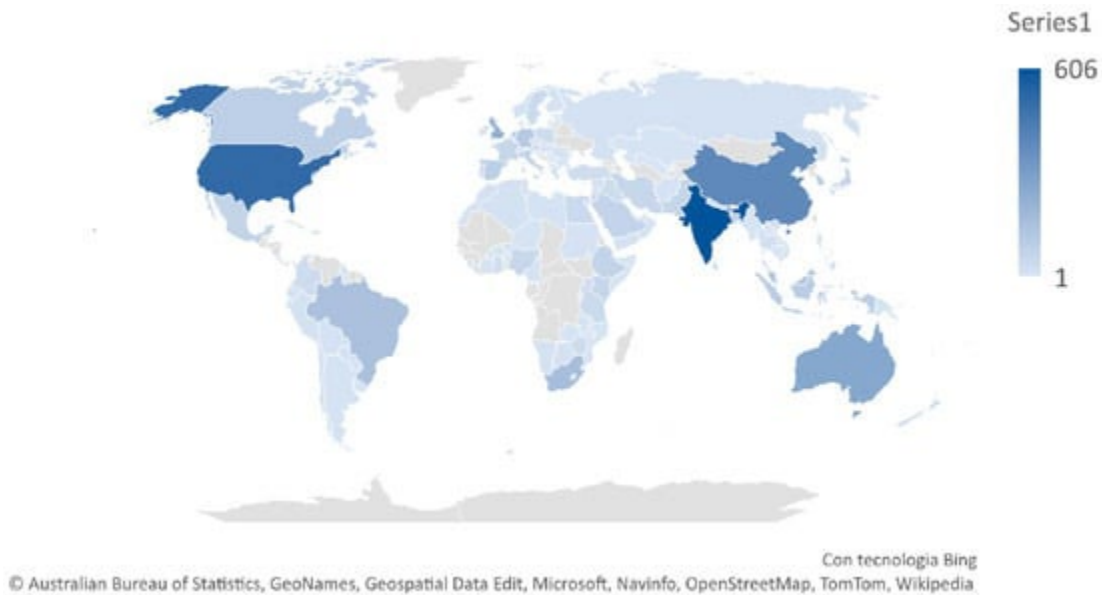 Series1
606
1
Con tecnologia Bing
© Australian Bureau of Statistics, GeoNames, Geospatial Data Edit, Microsoft, Navinfo, OpenStreetMap, TomTom, Wikipedia